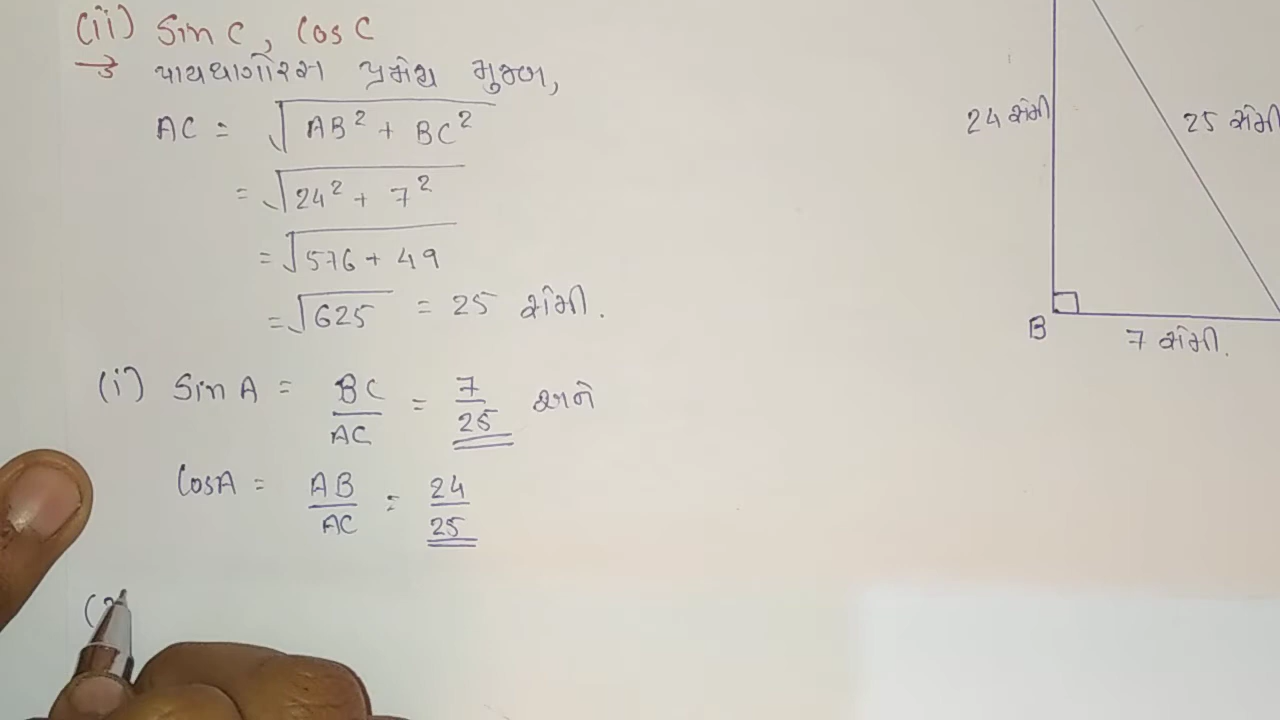 (ii) Sin C, Cos C
→ પાયથાગોરસ પ્રમેય મુજબ,
AC = √(AB² + BC²)
= √(24² + 7²)
= √(576 + 49)
= √625 = 25 સેમી.
(i) Sin A = BC/AC = 7/25 અને
Cos A = AB/AC = 24/25
24 સેમી
25 સેમી
B
7 સેમી.